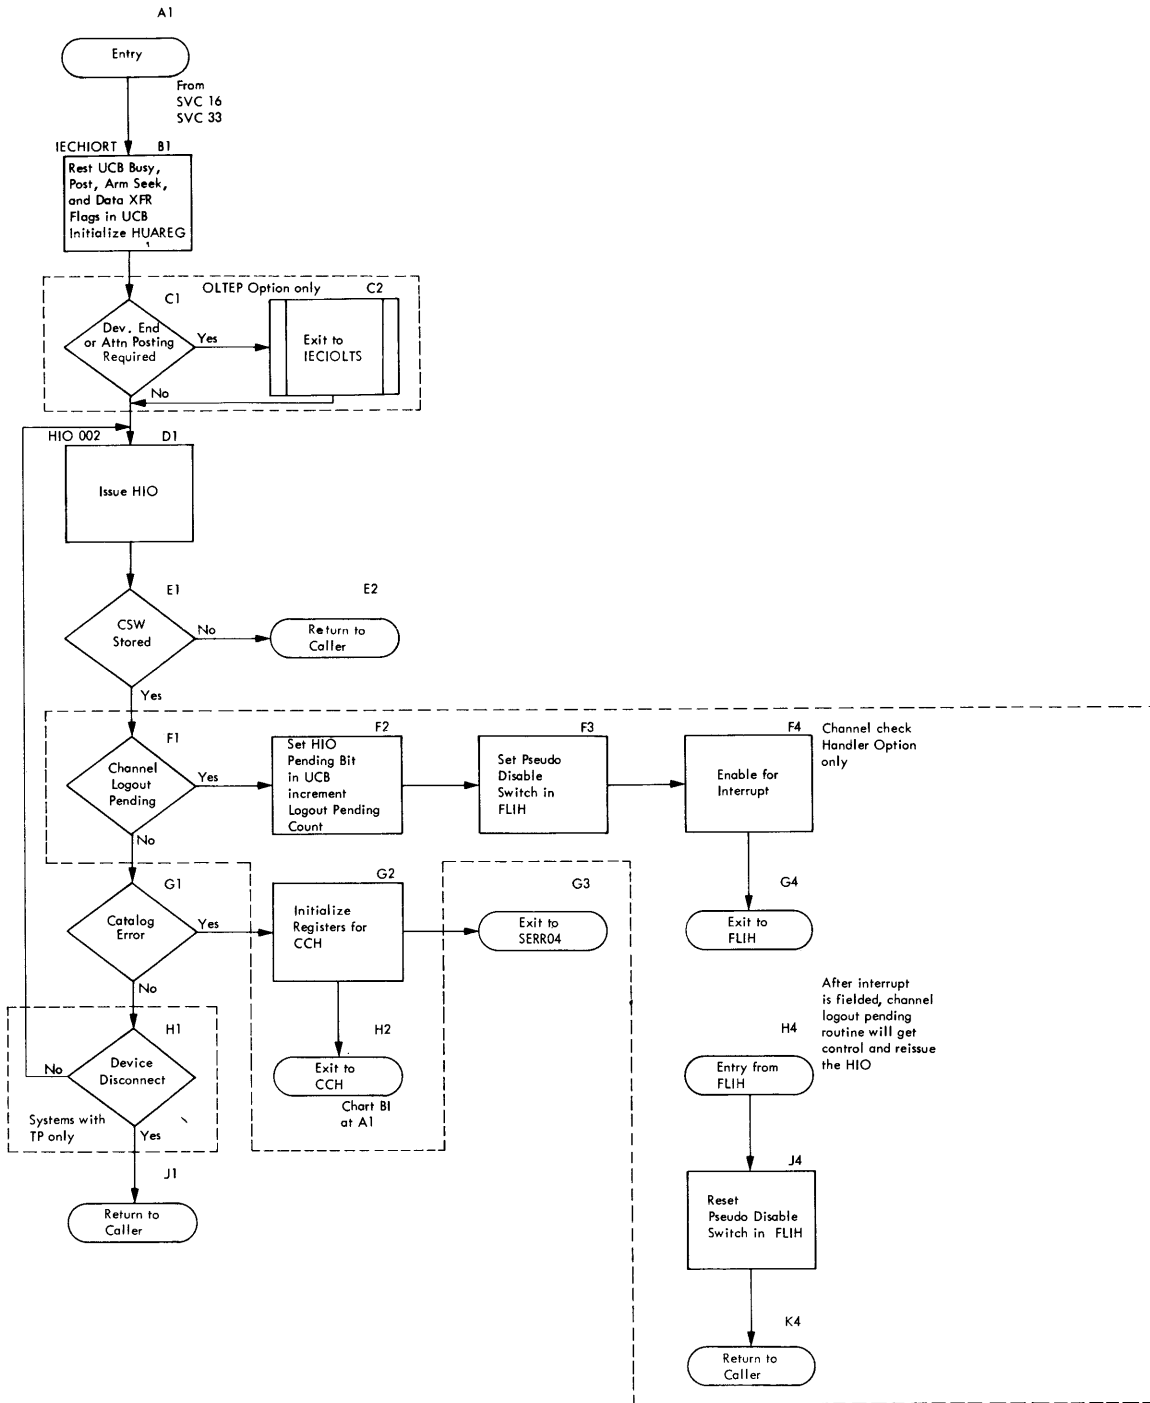 A1
Entry
From
SVC 16
SVC 33
IECHIORT B1
Rest UCB Busy,
Post, Arm Seek,
and Data XFR
Flags in UCB
Initialize HUAREG
OLTEP Option only
C1
C2
Dev. End
or Attn Posting
Required
Yes
Exit to
IECIOLTS
No
HIO 002
D1
Issue HIO
E1
E2
CSW
Stored
No
Return to
Caller
Yes
F1
F2
F3
F4
Channel check
Handler Option
only
Channel
Logout
Pending
Yes
Set HIO
Pending Bit
in UCB
increment
Logout Pending
Count
Set Pseudo
Disable
Switch in
FLIH
Enable for
Interrupt
No
G1
G2
G3
G4
Catalog
Error
Yes
Initialize
Registers for
CCH
Exit to
SERR04
Exit to
FLIH
No
After interrupt
is fielded, channel
logout pending
routine will get
control and reissue
the HIO
H1
H2
H4
No
Device
Disconnect
Exit to
CCH
Chart BI
at A1
Entry from
FLIH
Systems with
TP only
Yes
J1
J4
Return to
Caller
Reset
Pseudo Disable
Switch in FLIH
K4
Return to
Caller